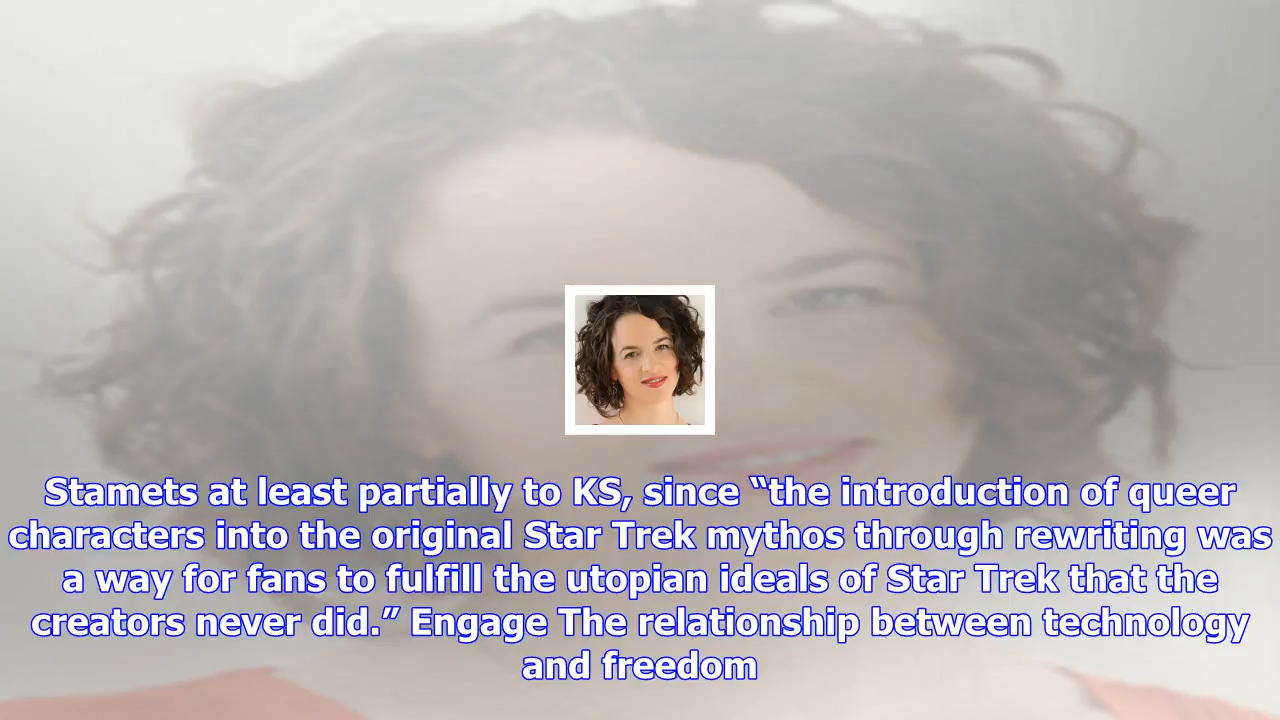 Stamets at least partially to KS, since “the introduction of queer
characters into the original Star Trek mythos through rewriting was
a way for fans to fulfill the utopian ideals of Star Trek that the
creators never did.” Engage The relationship between technology
and freedom